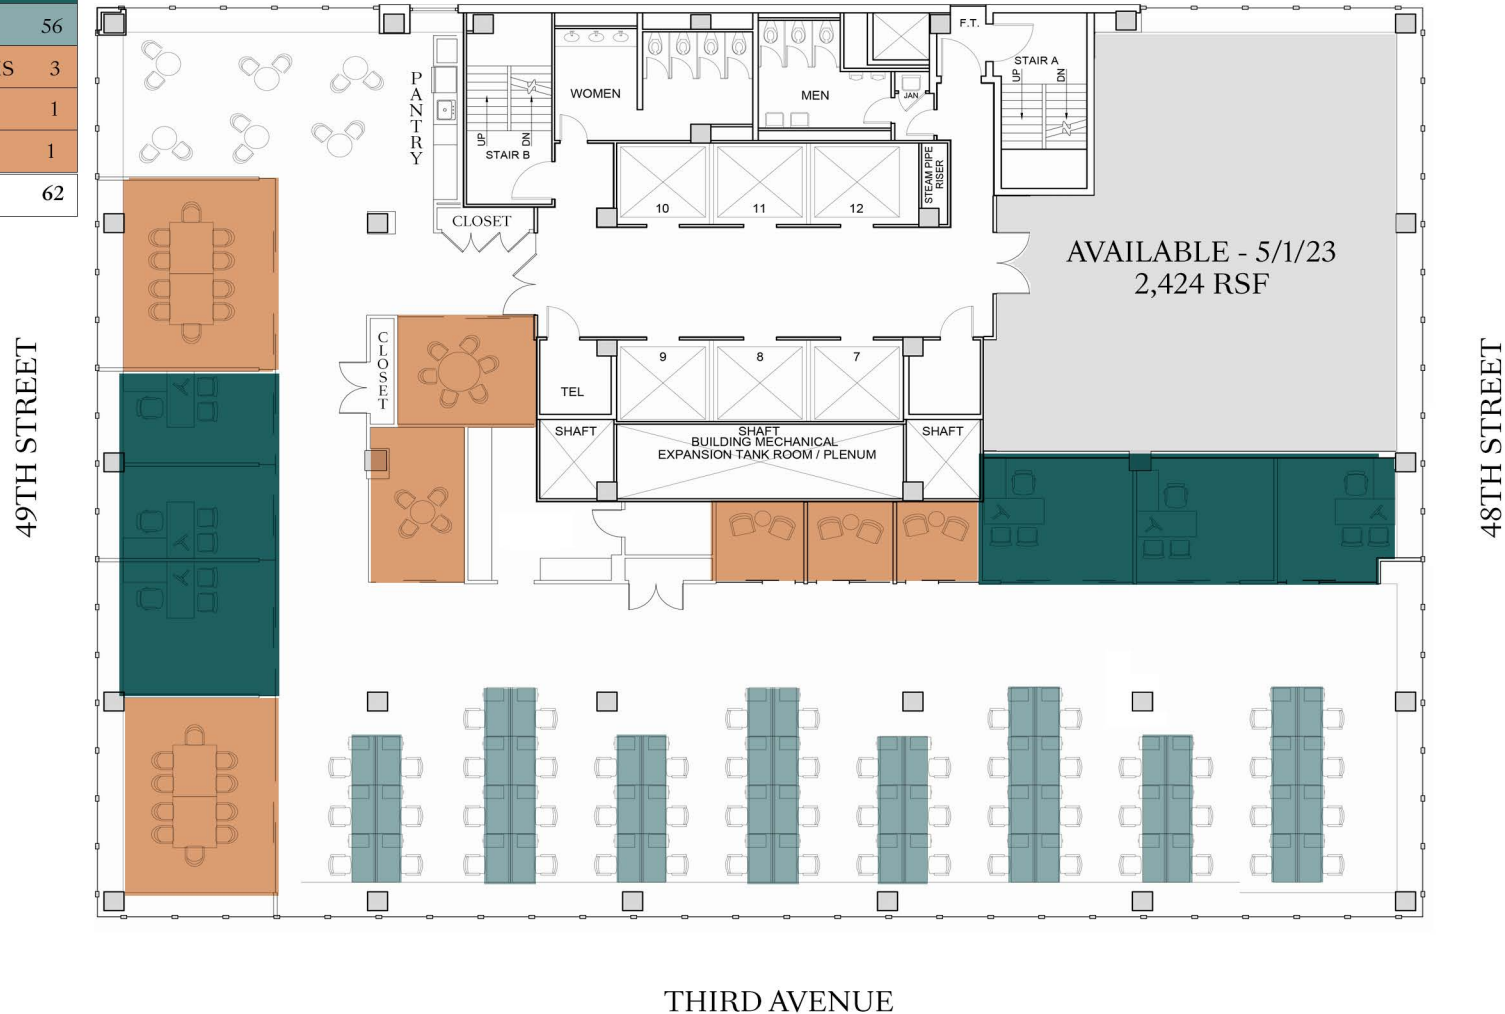 56
3
1
1
62
F.T.
STAIR A
UP
DN
PANTRY
WOMEN
MEN
JAN
UP
DN
STAIR B
STEAM PIPE
RISER
10
11
12
CLOSET
AVAILABLE - 5/1/23
2,424 RSF
CLOSET
9
8
7
TEL
SHAFT
SHAFT
BUILDING MECHANICAL
EXPANSION TANK ROOM / PLENUM
SHAFT
49TH STREET
48TH STREET
THIRD AVENUE